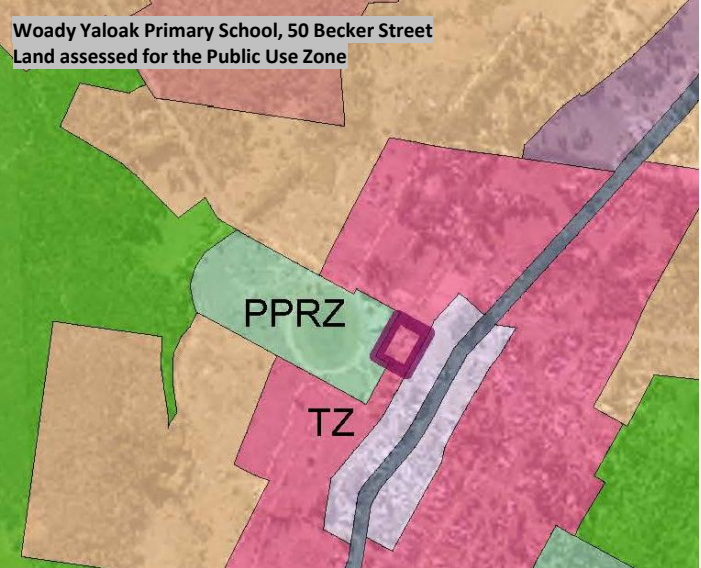 Woady Yaloak Primary School, 50 Becker Street
Land assessed for the Public Use Zone
PPRZ
TZ